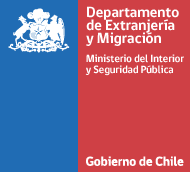 Departamento
de Extranjería
y Migración
Ministerio del Interior
y Seguridad Pública
Gobierno de Chile